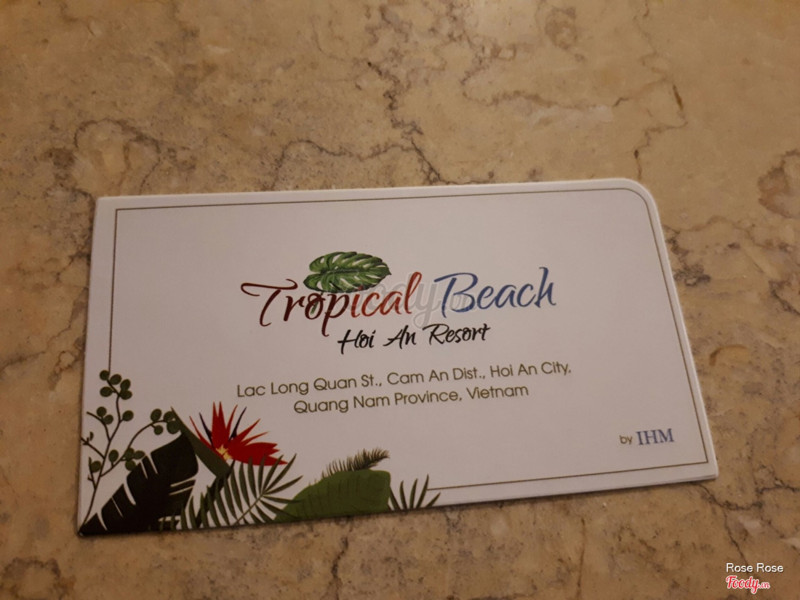 Tropical Beach
Hoi An Resort
Lac Long Quan St., Cam An Dist., Hoi An City,
Quang Nam Province, Vietnam
by IHM
Rose Rose
Foody.vn